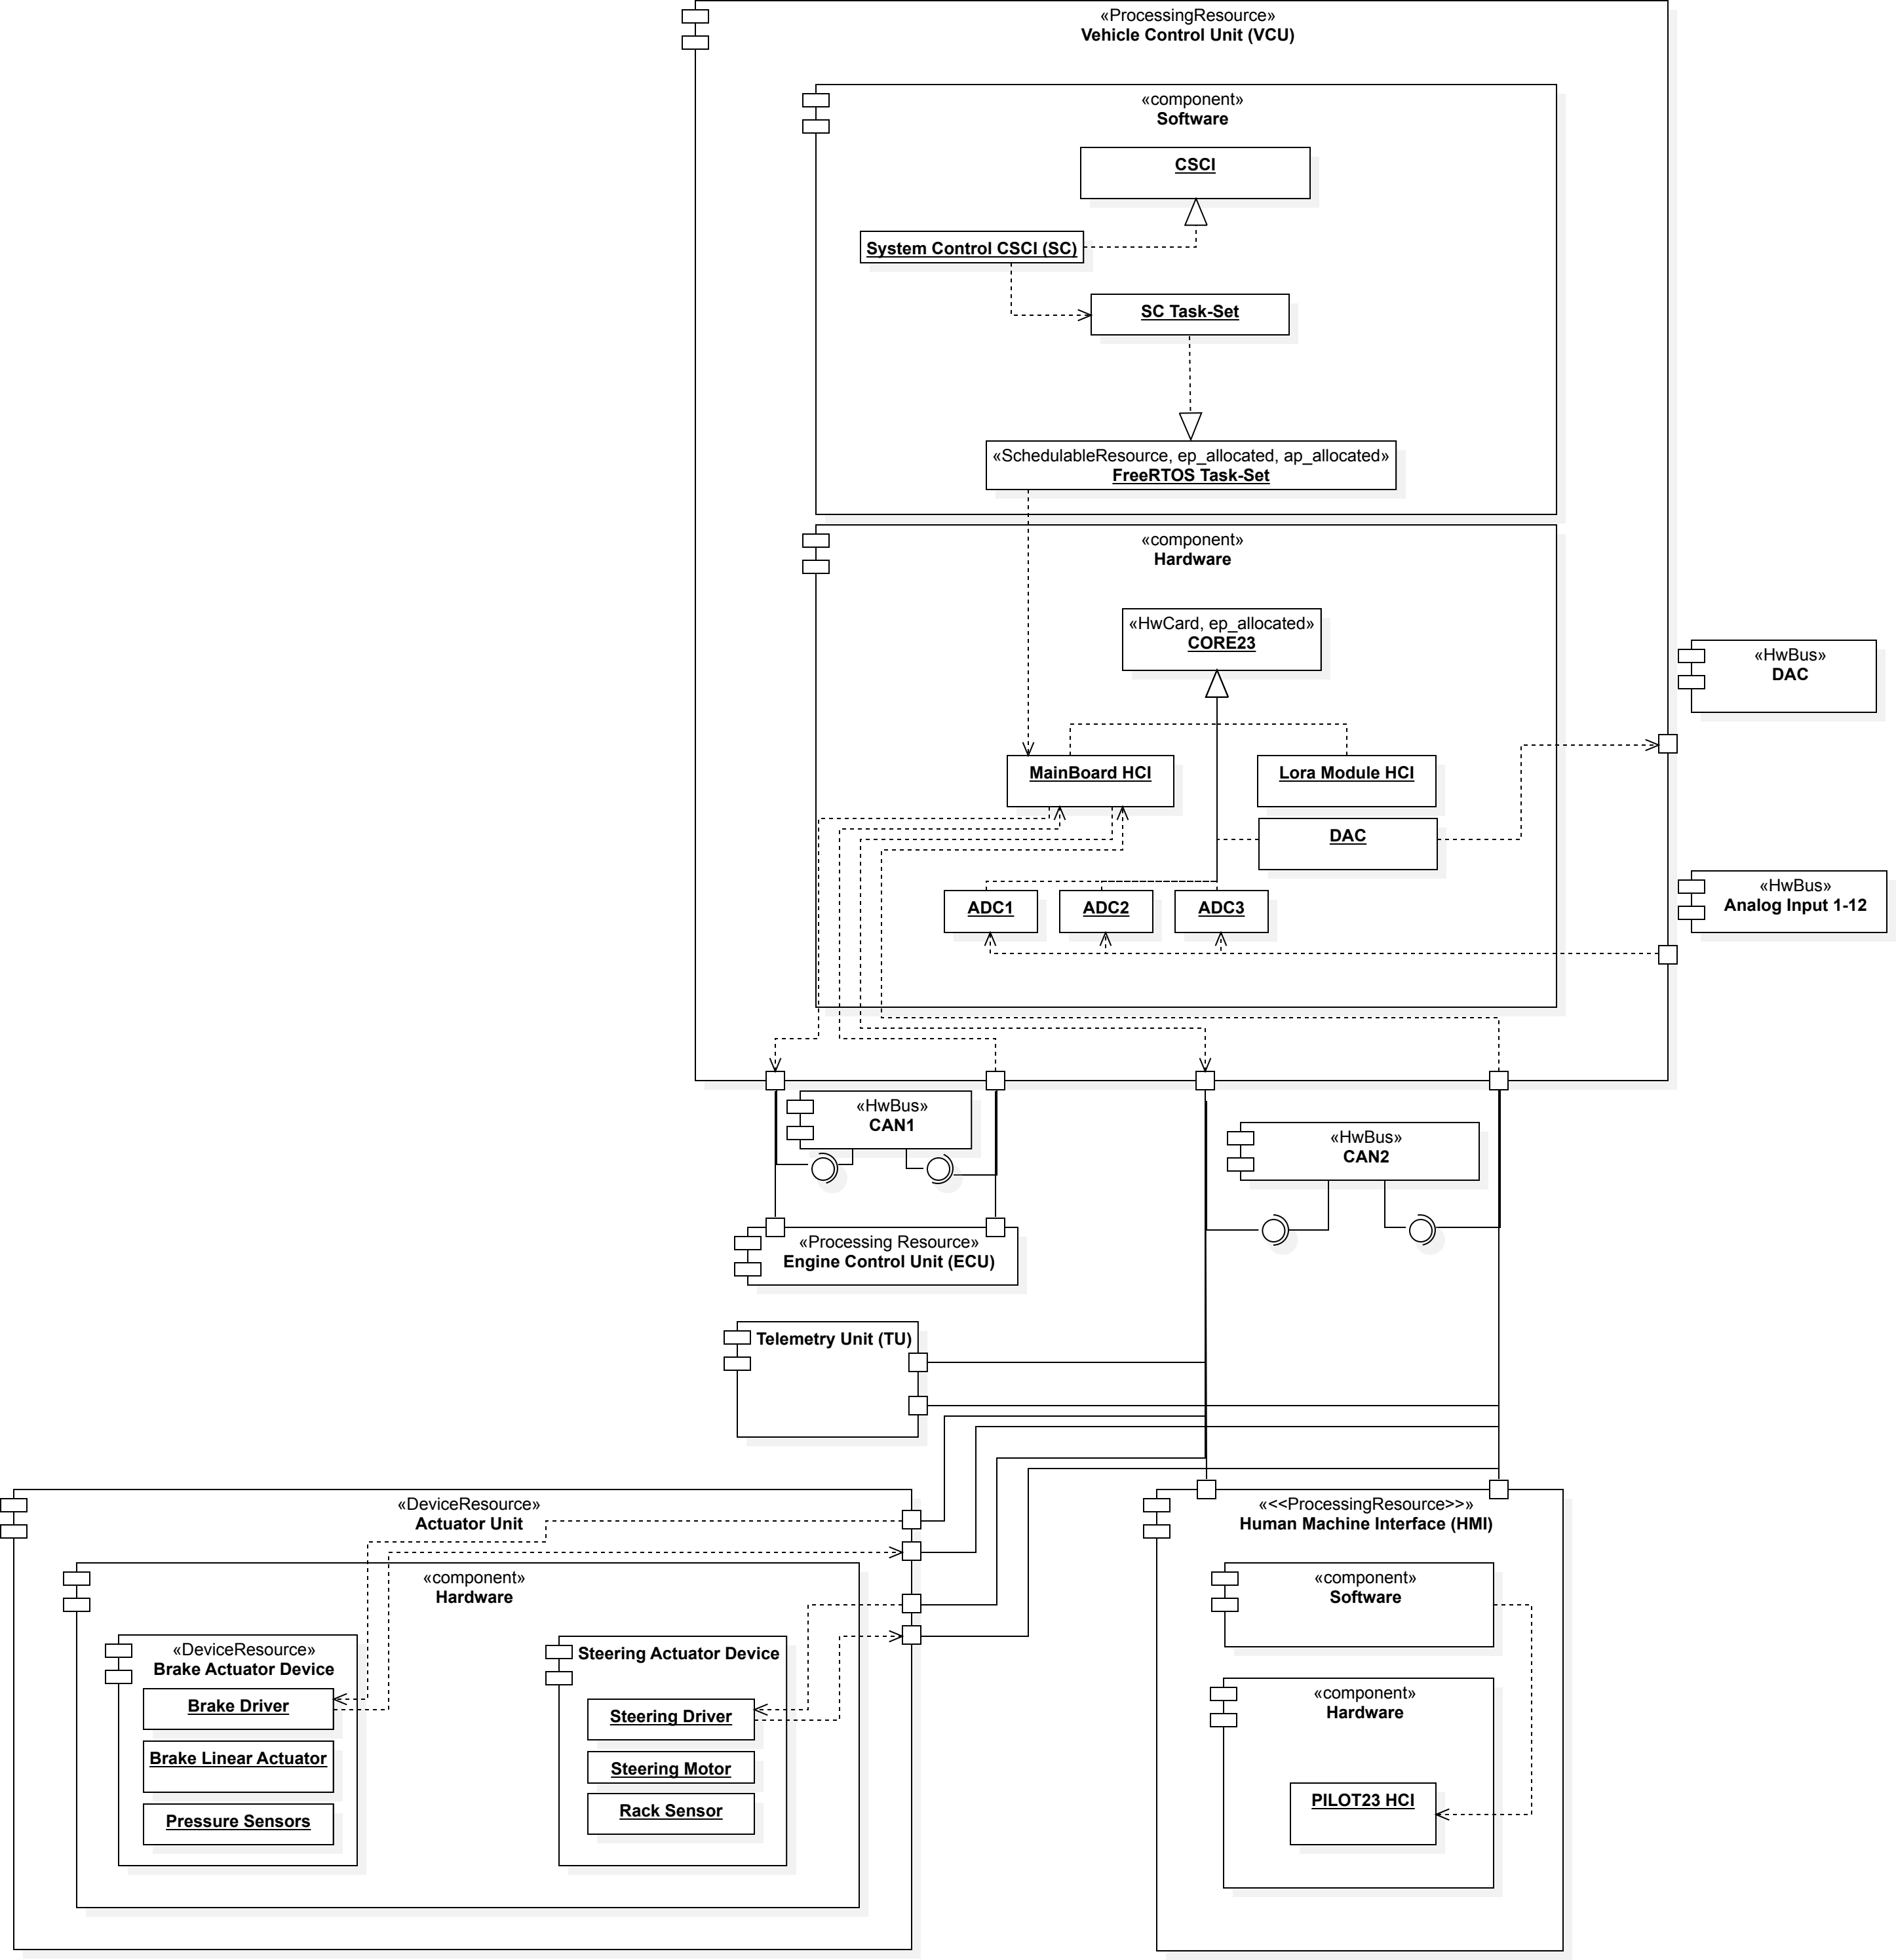 «ProcessingResource»
Vehicle Control Unit (VCU)
«component»
Software
CSCI
System Control CSCI (SC)
SC Task-Set
«SchedulableResource, ep_allocated, ap_allocated»
FreeRTOS Task-Set
«component»
Hardware
«HwCard, ep_allocated»
CORE23
«HwBus»
DAC
MainBoard HCI
Lora Module HCI
DAC
«HwBus»
Analog Input 1-12
ADC1
ADC2
ADC3
«HwBus»
CAN1
«HwBus»
CAN2
«Processing Resource»
Engine Control Unit (ECU)
Telemetry Unit (TU)
«DeviceResource»
Actuator Unit
«component»
Hardware
«DeviceResource»
Brake Actuator Device
Brake Driver
Brake Linear Actuator
Pressure Sensors
Steering Actuator Device
Steering Driver
Steering Motor
Rack Sensor
«<<ProcessingResource>>»
Human Machine Interface (HMI)
«component»
Software
«component»
Hardware
PILOT23 HCI